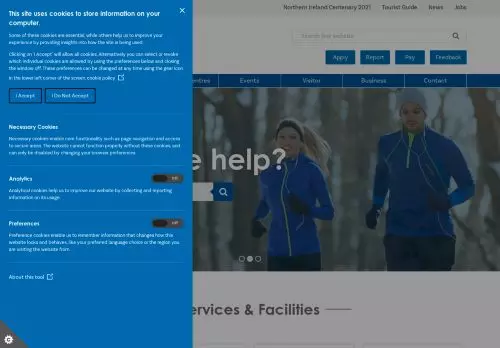 This site uses cookies to store information on your
computer.
Some of these cookies are essential, while others help us to improve your
experience by providing insights into how the site is being used.
Clicking on 'I Accept' will allow all cookies. Alternatively you can select or revoke
which individual cookies are allowed by using the preferences below and closing
the window off. These preferences can be changed at any time using the gear icon
in the lower left corner of the screen. cookie policy
I Accept
I Do Not Accept
Necessary Cookies
Necessary cookies enable core functionality such as page navigation and access
to secure areas. The website cannot function properly without these cookies, and
can only be disabled by changing your browser preferences.
Analytics
Off
Analytical cookies help us to improve our website by collecting and reporting
information on its usage.
Preferences
Off
Preference cookies enable us to remember information that changes how this
website looks and behaves, like your preferred language choice or the region you
are visiting the website from.
About this tool
Northern Ireland Centenary 2021
Tourist Guide
News
Jobs
Search our website
Apply
Report
Pay
Feedback
ntres
Events
Visitor
Business
Contact
e help?
ervices & Facilities